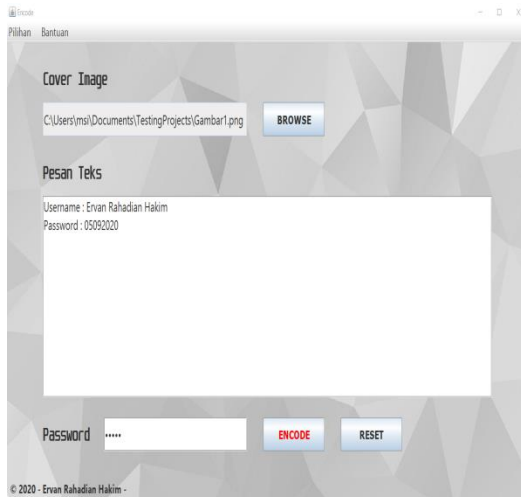 Encode
Pilihan Bantuan
Cover Image
C:\Users\msi\Documents\TestingProjects\Gambar1.png BROWSE
Pesan Teks
Username : Ervan Rahadian Hakim
Password : 05092020
Password ••••• ENCODE RESET
© 2020 - Ervan Rahadian Hakim -